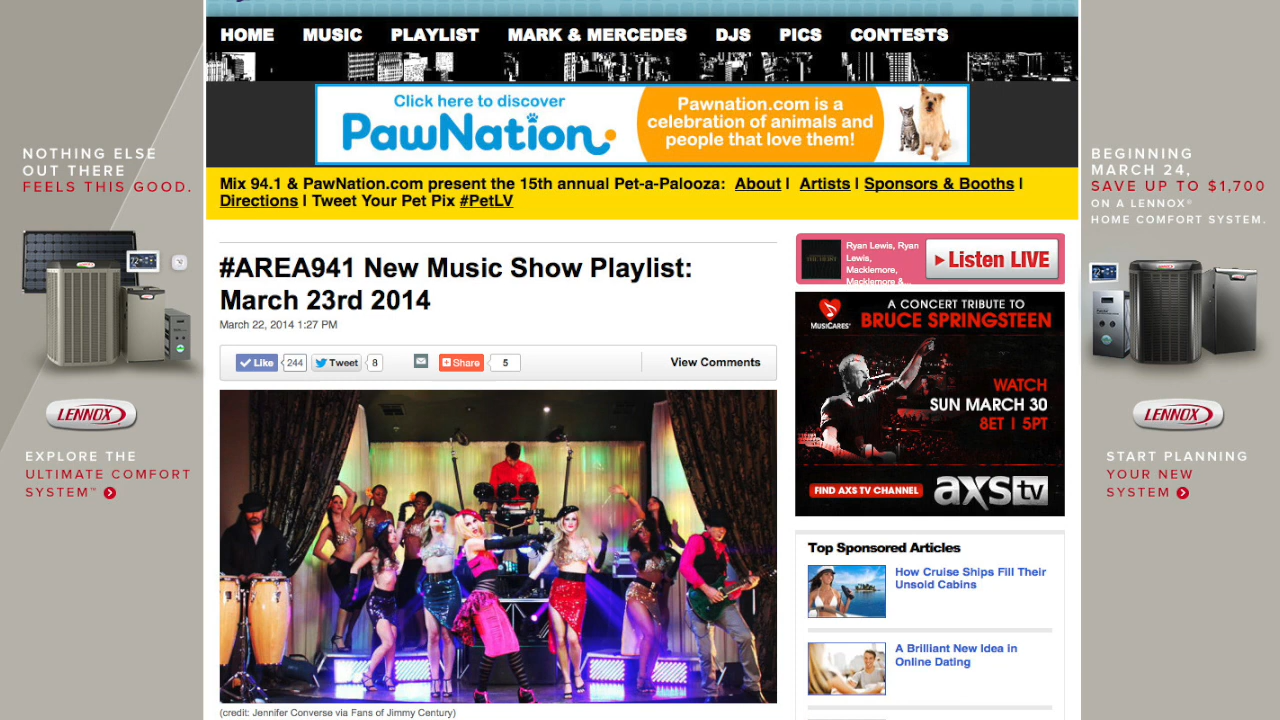 HOME MUSIC PLAYLIST MARK & MERCEDES DJS PICS CONTESTS
Click here to discover
PawNation
Pawnation.com is a
celebration of animals and
people that love them!
Mix 94.1 & PawNation.com present the 15th annual Pet-a-Palooza: About | Artists | Sponsors & Booths |
Directions | Tweet Your Pet Pix #PetLV
NOTHING ELSE
OUT THERE
FEELS THIS GOOD.
72
LENNOX
EXPLORE THE
ULTIMATE COMFORT
SYSTEM™
#AREA941 New Music Show Playlist:
March 23rd 2014
March 22, 2014 1:27 PM
Like 244 Tweet 8 Share 5 View Comments
(credit: Jennifer Converse via Fans of Jimmy Century)
Ryan Lewis, Ryan
Lewis,
Macklemore,
Macklemore &...
Listen LIVE
MUSICARES®
A CONCERT TRIBUTE TO
BRUCE SPRINGSTEEN
WATCH
SUN MARCH 30
8ET | 5PT
FIND AXS TV CHANNEL
axs tv
Top Sponsored Articles
How Cruise Ships Fill Their
Unsold Cabins
A Brilliant New Idea in
Online Dating
BEGINNING
MARCH 24,
SAVE UP TO $1,700
ON A LENNOX®
HOME COMFORT SYSTEM.
72
LENNOX
START PLANNING
YOUR NEW
SYSTEM